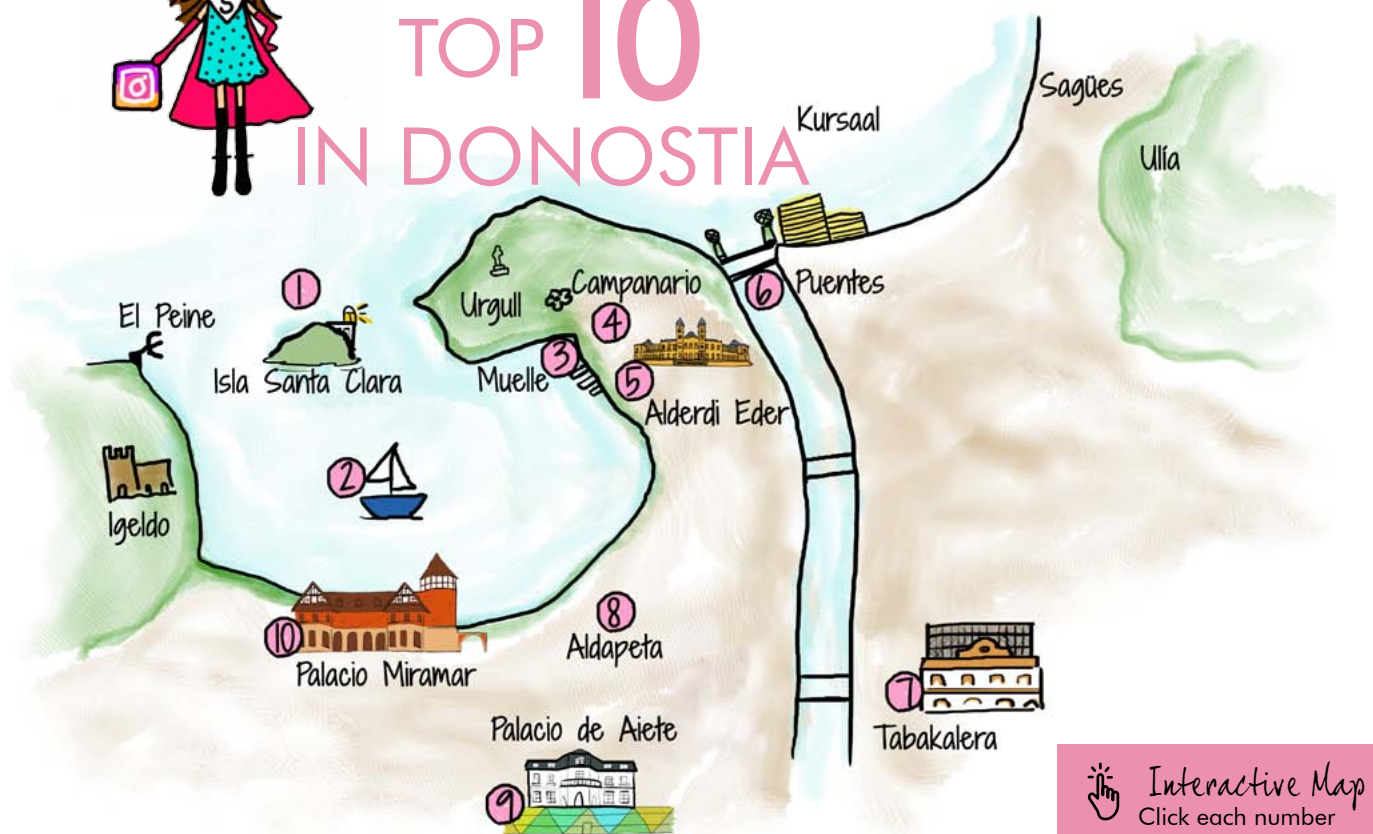 S
TOP 10
IN DONOSTIA
Kursaal
Sagües
Ulía
1
El Peine
Isla Santa Clara
Urgull
Campanario
4
6
Puentes
3
Muelle
5
Alderdi Eder
2
Igeldo
10
Palacio Miramar
8
Aldapeta
7
Tabakalera
Palacio de Aiete
9
Interactive Map
Click each number